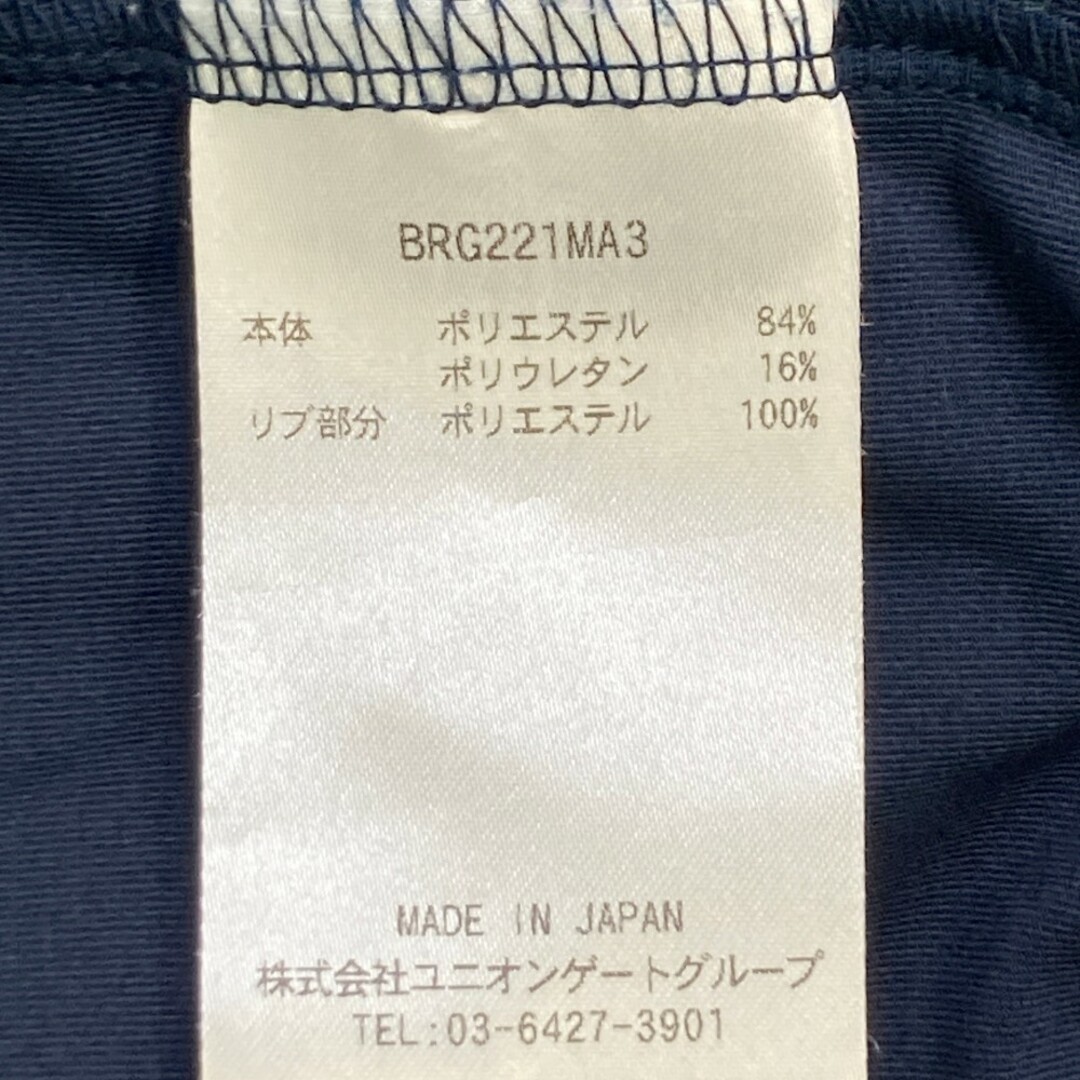 BRG221MA3
本体 ポリエステル 84%
ポリウレタン 16%
リブ部分 ポリエステル 100%
MADE IN JAPAN
株式会社ユニオンゲートグループ
TEL:03-6427-3901